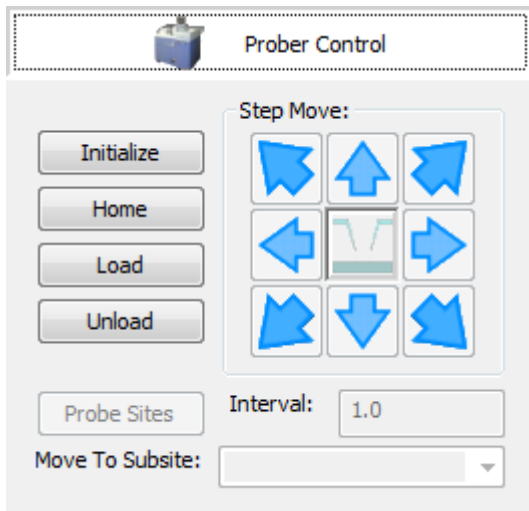 Prober Control
Step Move:
Initialize
Home
Load
Unload
Probe Sites
Interval:
1.0
Move To Subsite: